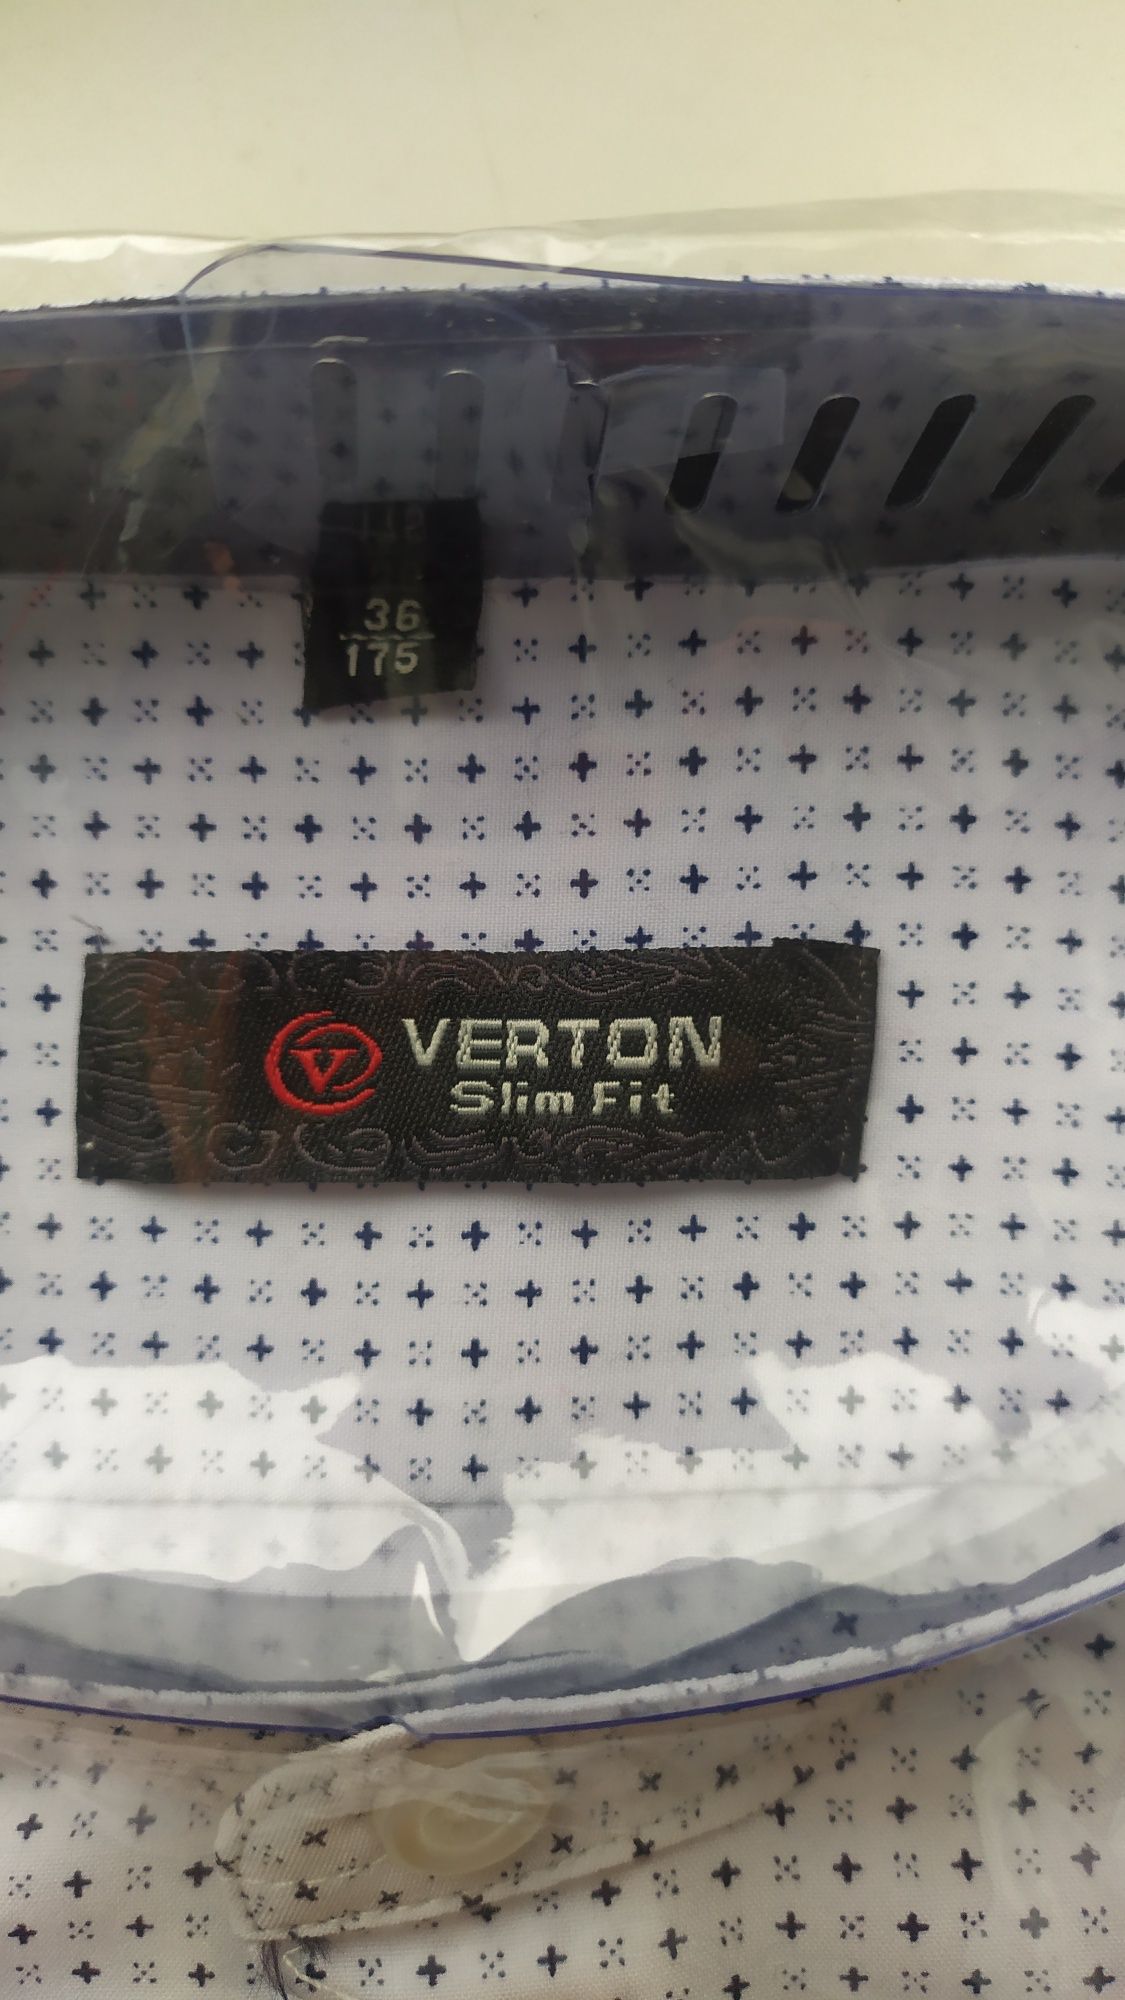 36
175
V VERTON
Slim Fit